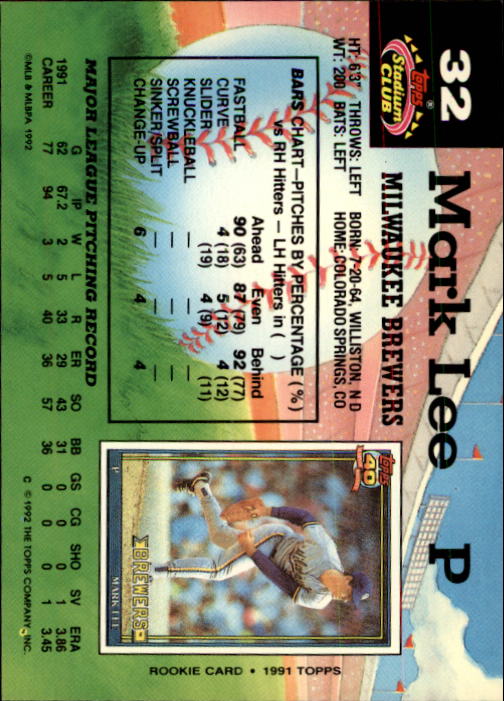 32
Topps
Stadium
CLUB
®
Mark Lee P
MILWAUKEE BREWERS
HT: 6'3" THROWS: LEFT BORN: 7-20-64, WILLISTON, N D
WT: 200 BATS: LEFT HOME: COLORADO SPRINGS, CO
BARS CHART—PITCHES BY PERCENTAGE (%)
vs RH Hitters — LH Hitters in ( )
Ahead Even Behind
FASTBALL 90 (63) 87 (79) 92 (77)
CURVE 4 (18) 5 (12) 4 (12)
SLIDER (19) 4 (9) (11)
KNUCKLEBALL — — —
SCREWBALL — — —
SINKER/SPLIT — — —
CHANGE-UP 6 4 4
Topps
40
P
BREWERS
MARK LEE
ROOKIE CARD • 1991 TOPPS
MAJOR LEAGUE PITCHING RECORD
G IP W L R ER SO BB GS CG SHO SV ERA
1991 62 67.2 2 5 33 29 43 31 0 0 0 1 3.86
CAREER 77 94 3 5 40 36 57 36 0 0 0 1 3.45
©MLB & MLBPA 1992
C © 1992 THE TOPPS COMPANY, INC.